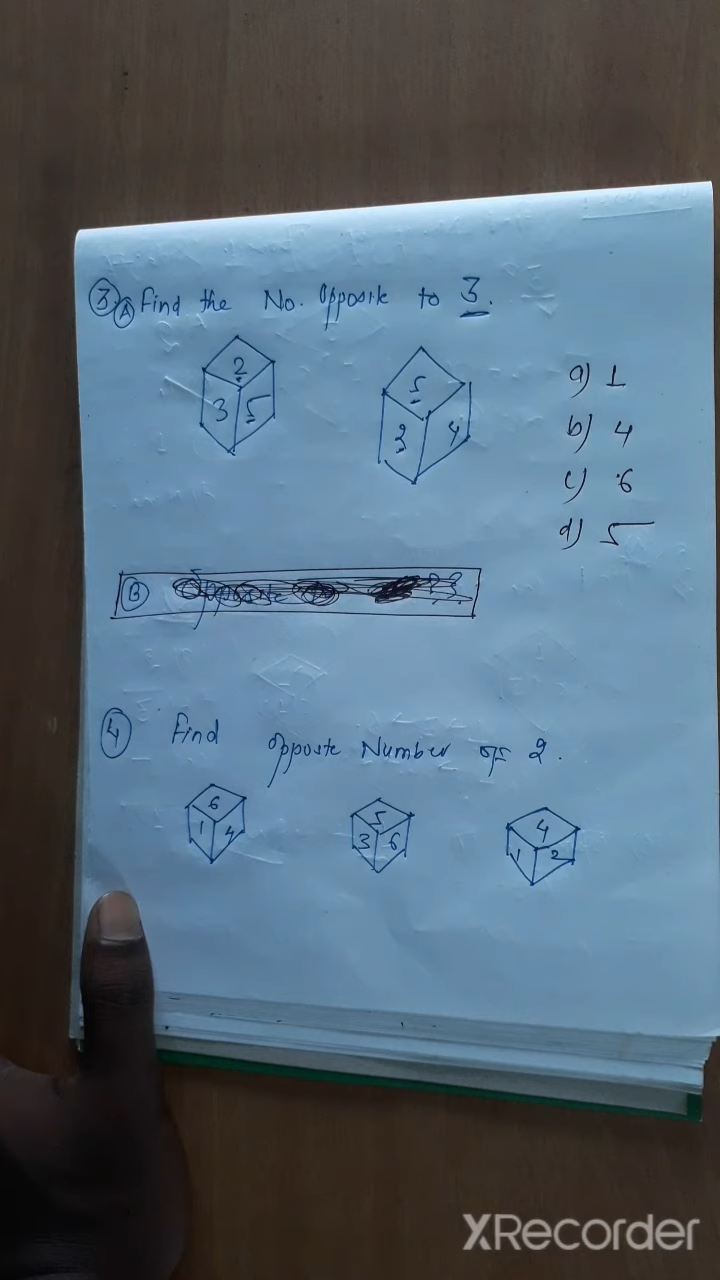 3 A Find the No. Opposite to 3.
2
3 5
5
3 4
a) 1
b) 4
c) 6
d) 5
B
4 Find opposite Number of 2.
6
1 4
5
3 6
4
1 2
XRecorder